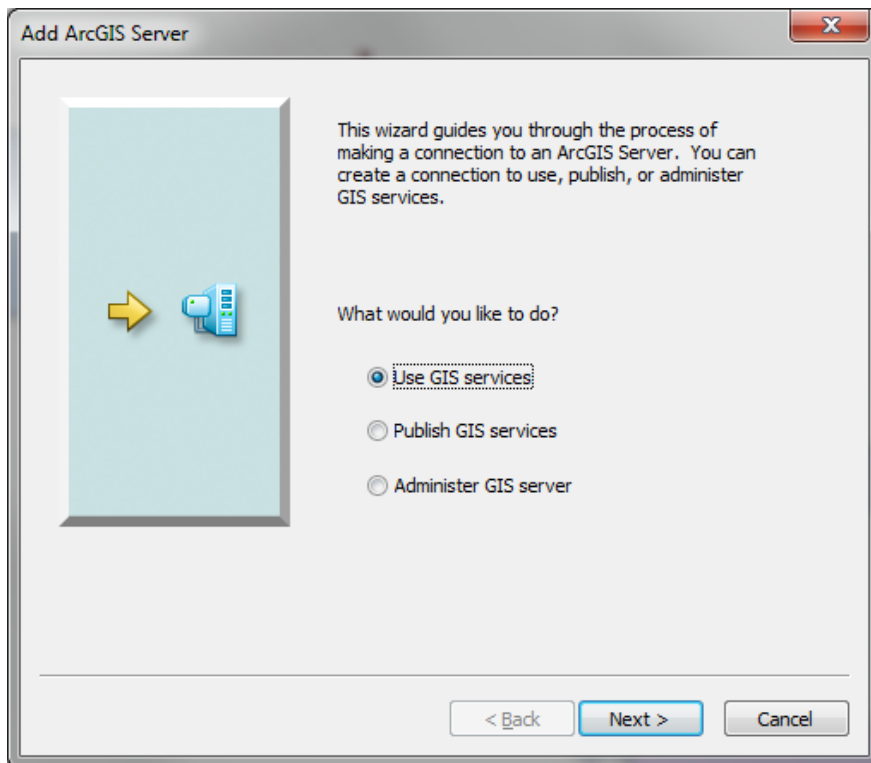 Add ArcGIS Server
This wizard guides you through the process of
making a connection to an ArcGIS Server.  You can
create a connection to use, publish, or administer
GIS services.
What would you like to do?
Use GIS services
Publish GIS services
Administer GIS server
< Back
Next >
Cancel